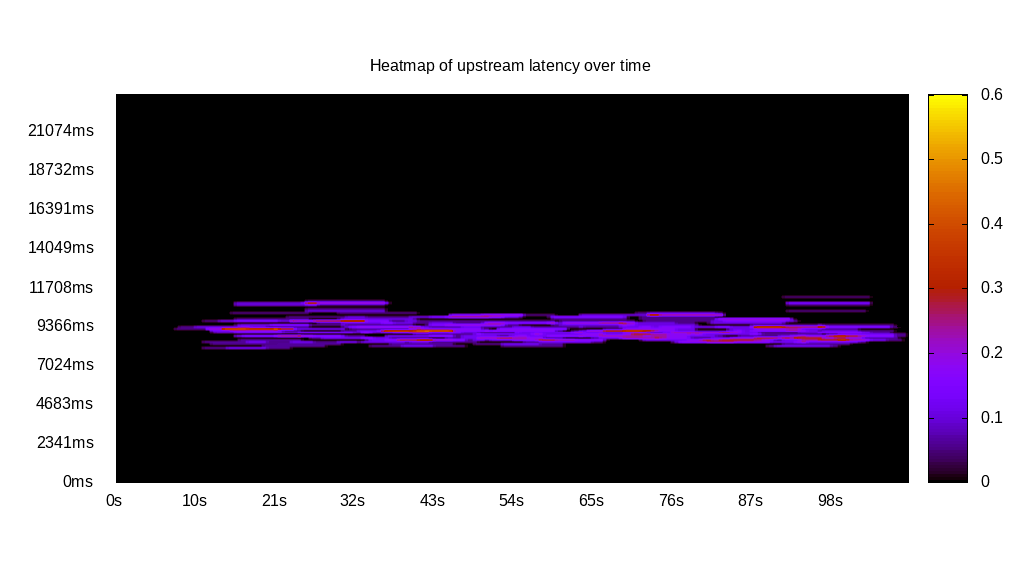 Heatmap of upstream latency over time
21074ms
18732ms
16391ms
14049ms
11708ms
9366ms
7024ms
4683ms
2341ms
0ms
0s 10s 21s 32s 43s 54s 65s 76s 87s 98s
0.6
0.5
0.4
0.3
0.2
0.1
0